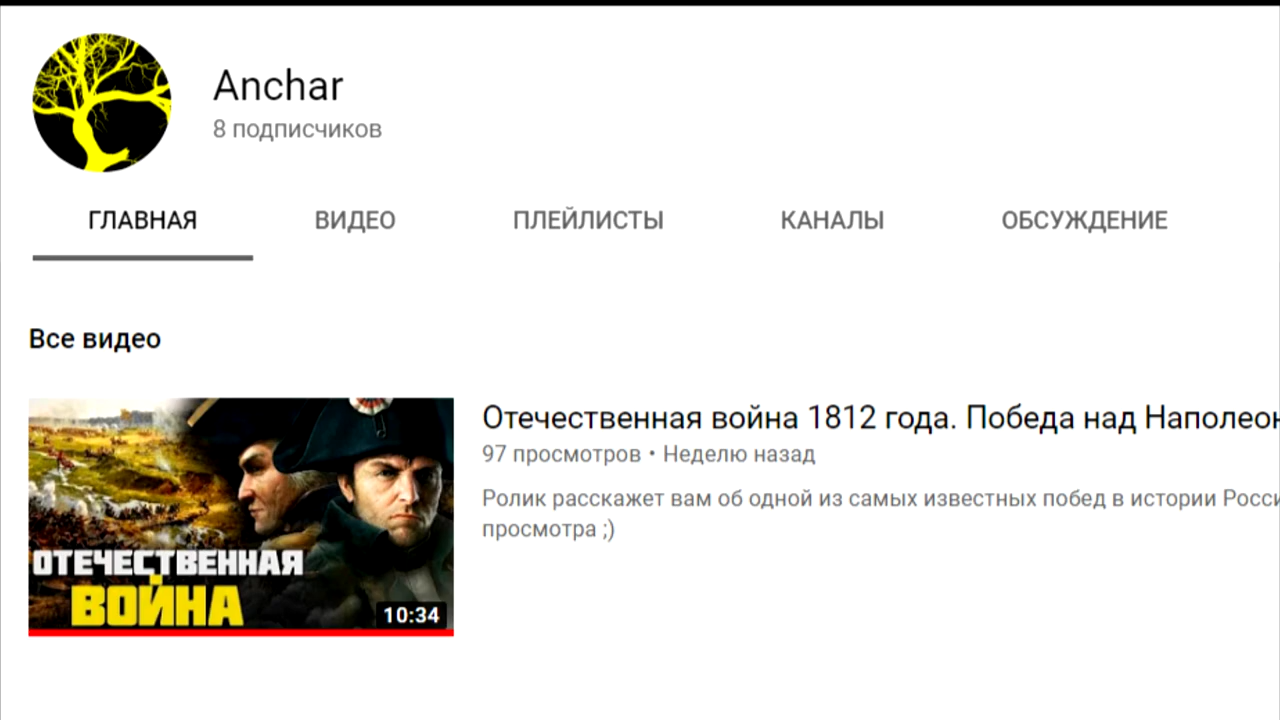 Anchar
8 подписчиков
ГЛАВНАЯ ВИДЕО ПЛЕЙЛИСТЫ КАНАЛЫ ОБСУЖДЕНИЕ
Все видео
ОТЕЧЕСТВЕННАЯ
ВОЙНА
10:34
Отечественная война 1812 года. Победа над Наполеон
97 просмотров • Неделю назад
Ролик расскажет вам об одной из самых известных побед в истории Росси
просмотра ;)